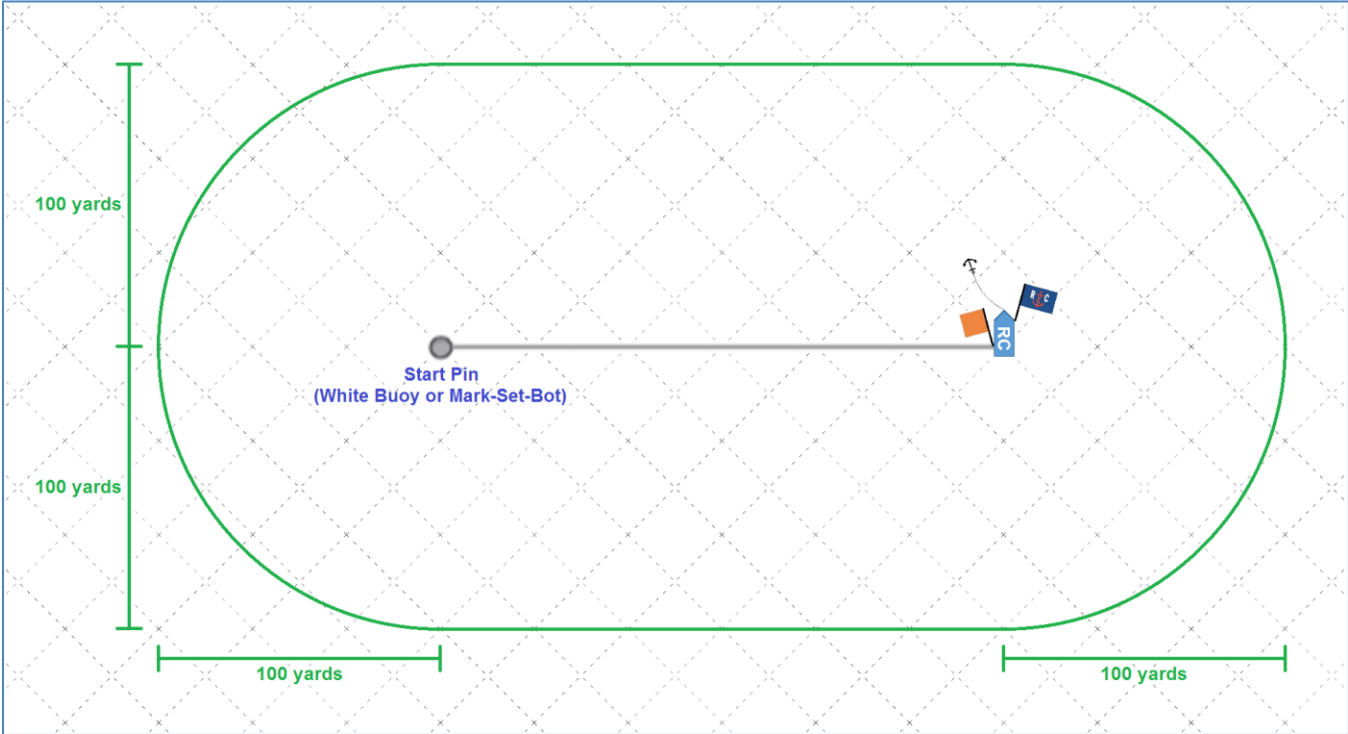 100 yards
R C
RC
Start Pin
(White Buoy or Mark-Set-Bot)
100 yards
100 yards
100 yards